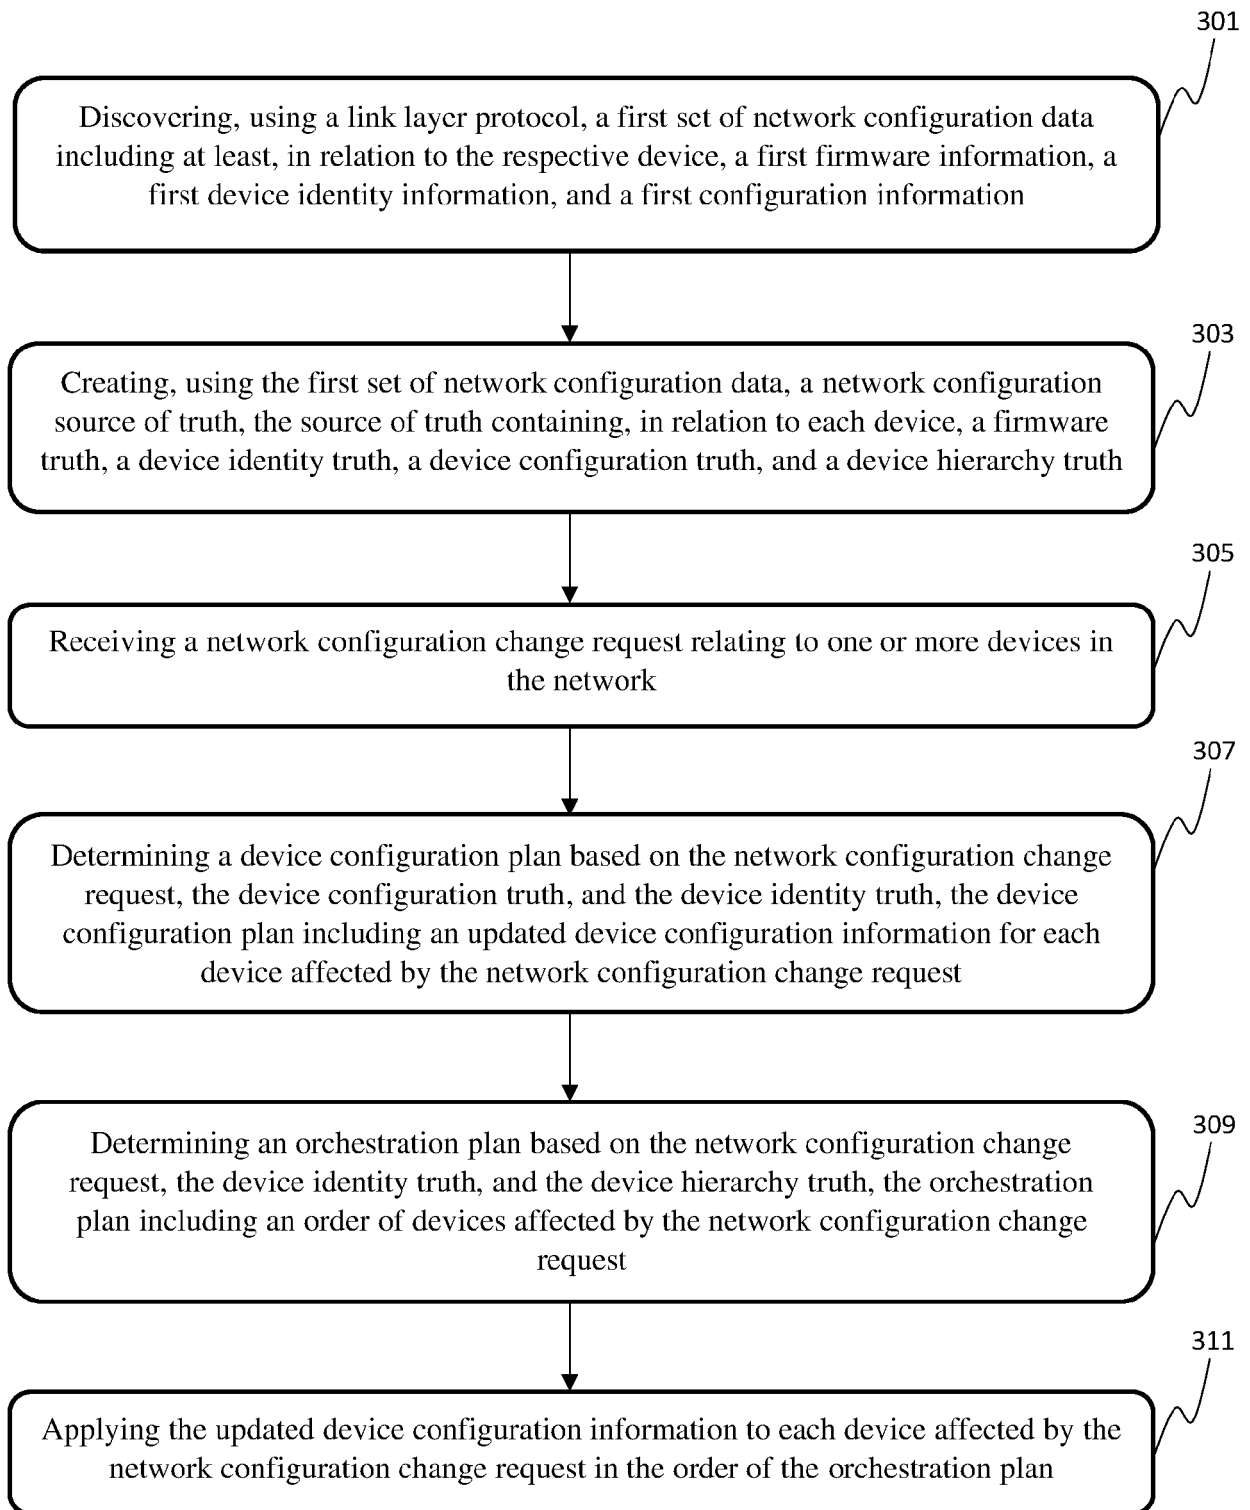 301
Discovering, using a link layer protocol, a first set of network configuration data
including at least, in relation to the respective device, a first firmware information, a
first device identity information, and a first configuration information
303
Creating, using the first set of network configuration data, a network configuration
source of truth, the source of truth containing, in relation to each device, a firmware
truth, a device identity truth, a device configuration truth, and a device hierarchy truth
305
Receiving a network configuration change request relating to one or more devices in
the network
307
Determining a device configuration plan based on the network configuration change
request, the device configuration truth, and the device identity truth, the device
configuration plan including an updated device configuration information for each
device affected by the network configuration change request
309
Determining an orchestration plan based on the network configuration change
request, the device identity truth, and the device hierarchy truth, the orchestration
plan including an order of devices affected by the network configuration change
request
311
Applying the updated device configuration information to each device affected by the
network configuration change request in the order of the orchestration plan